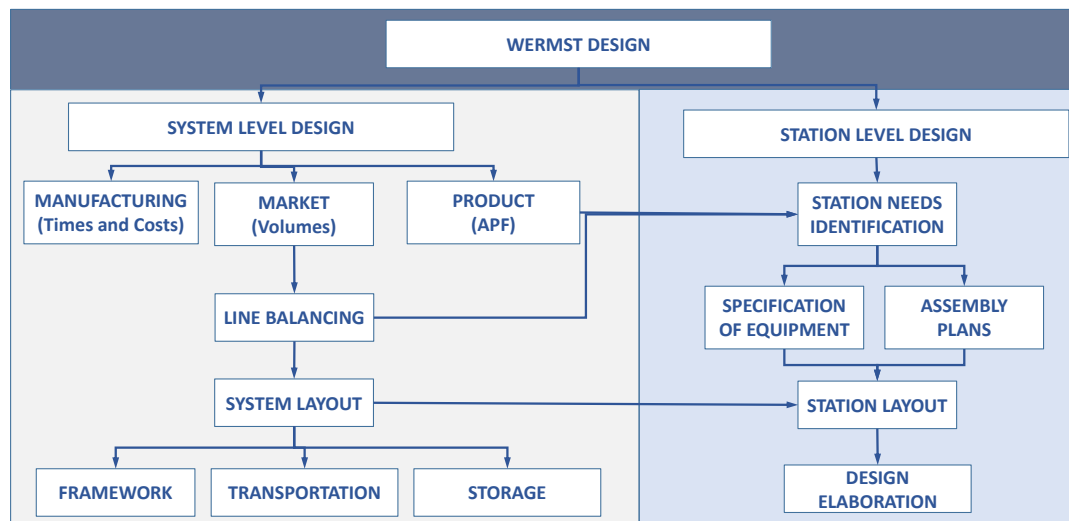 WERMST DESIGN
SYSTEM LEVEL DESIGN
STATION LEVEL DESIGN
MANUFACTURING
(Times and Costs)
MARKET
(Volumes)
PRODUCT
(APF)
STATION NEEDS
IDENTIFICATION
LINE BALANCING
SPECIFICATION
OF EQUIPMENT
ASSEMBLY
PLANS
SYSTEM LAYOUT
STATION LAYOUT
FRAMEWORK
TRANSPORTATION
STORAGE
DESIGN
ELABORATION